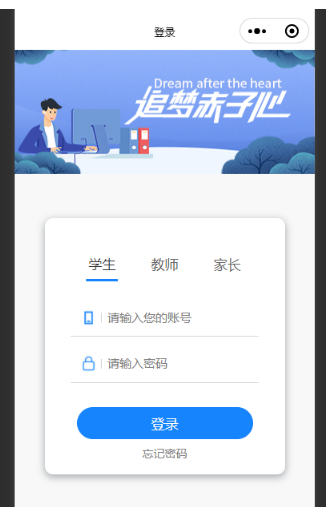 登录
Dream after the heart
追梦赤子心
学生 教师 家长
请输入您的账号
请输入密码
登录
忘记密码